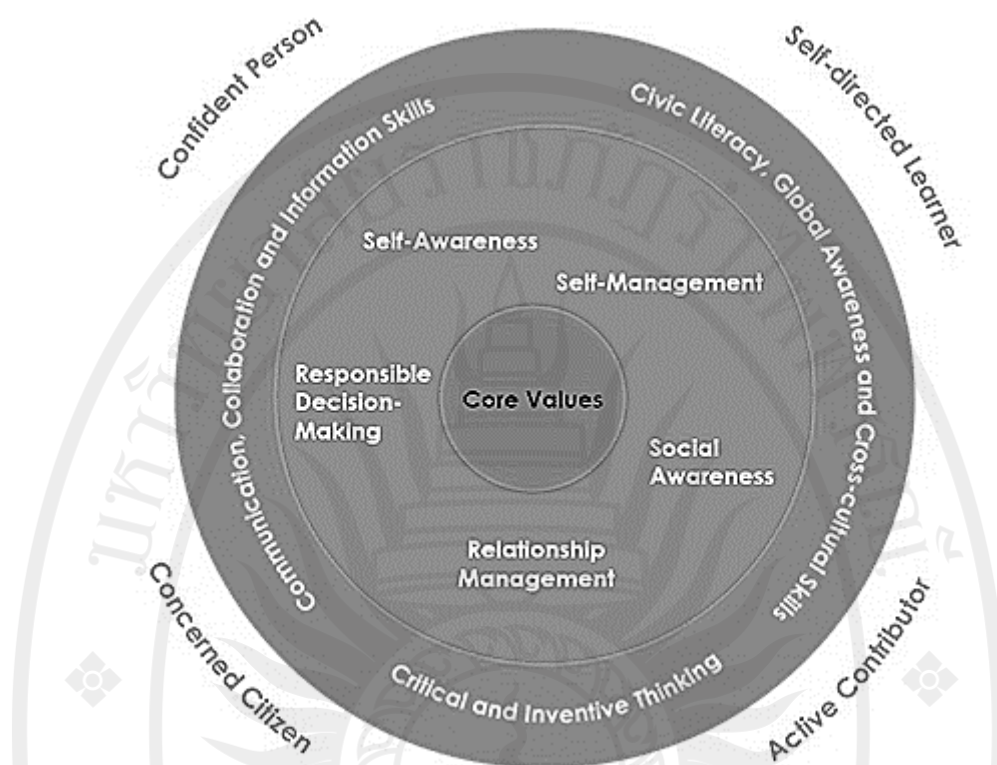 Confident Person
Self-directed Learner
Communication, Collaboration and Information Skills
Civic Literacy, Global Awareness and Cross-cultural Skills
Self-Awareness
Self-Management
Responsible
Decision-
Making
Core Values
Social
Awareness
Relationship
Management
Critical and Inventive Thinking
Concerned Citizen
Active Contributor